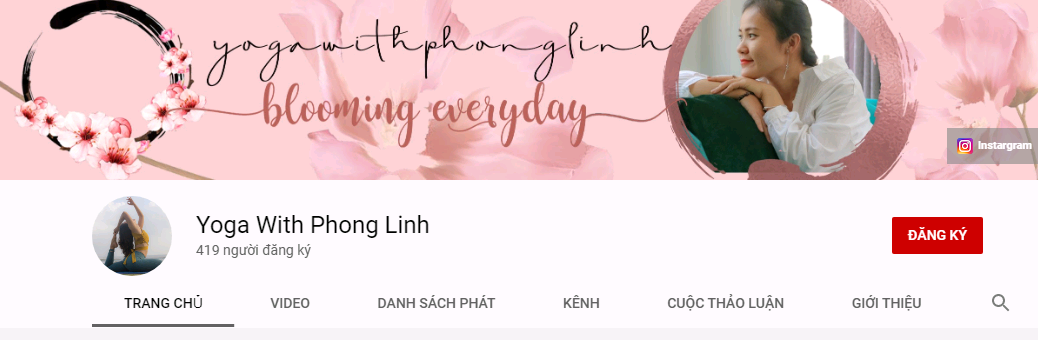 yogawithphonglinh
blooming everyday
Instargram
Yoga With Phong Linh
419 người đăng ký
ĐĂNG KÝ
TRANG CHỦ VIDEO DANH SÁCH PHÁT KÊNH CUỘC THẢO LUẬN GIỚI THIỆU